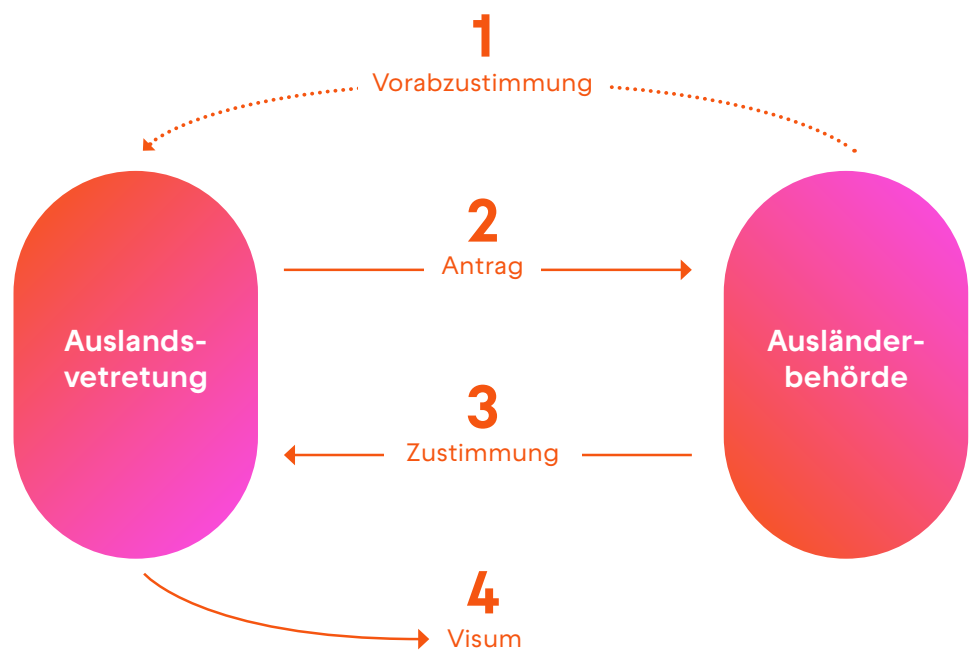 1
Vorabzustimmung
2
Antrag
Auslands-
vetretung
Ausländer-
behörde
3
Zustimmung
4
Visum